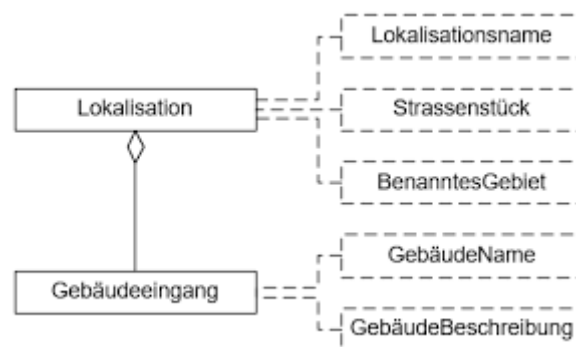 Lokalisationsname
Lokalisation
Strassenstück
BenanntesGebiet
GebäudeName
Gebäudeeingang
GebäudeBeschreibung